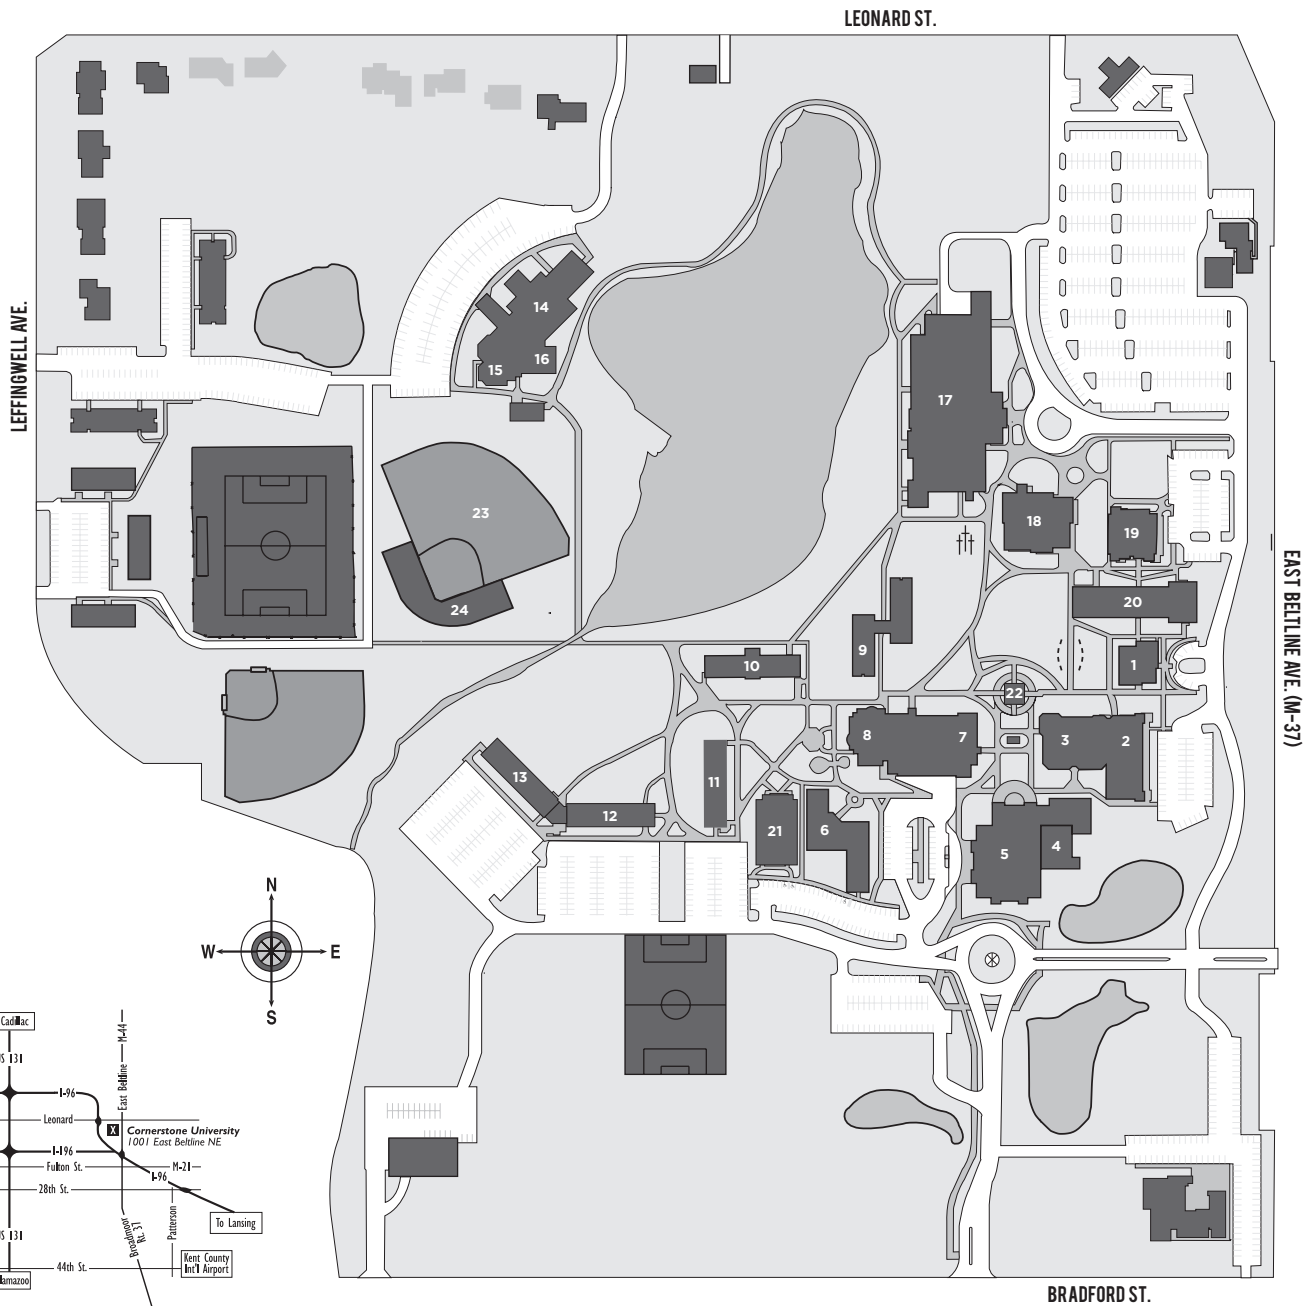 LEONARD ST.
LEFFINGWELL AVE.
EAST BELTLINE AVE. (M-37)
14
16
15
17
23
18
19
24
20
9
10
1
22
8
7
3
2
13
11
12
21
6
5
4
N
W
E
S
Cadillac
US 131
I-96
East Beltline
M-44
Leonard
X
Cornerstone University
1001 East Beltline NE
I-196
Fulton St.
M-21
I-96
28th St.
To Lansing
Broadmoor
Rt. 37
Patterson
US 131
Kent County
Int'l Airport
44th St.
lamazoo
BRADFORD ST.